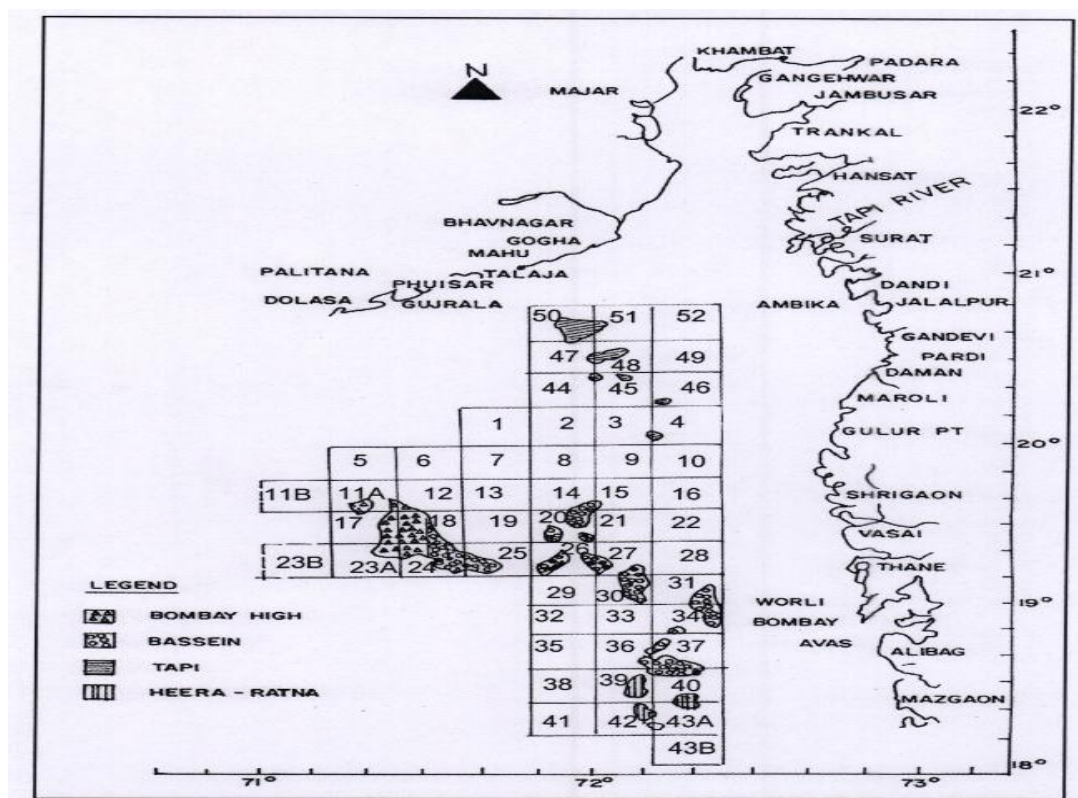 N
KHAMBAT
PADARA
GANGEHWAR
MAJAR
JAMBUSAR
22°
TRANKAL
HANSAT
TAPI RIVER
BHAVNAGAR
GOGHA
SURAT
MAHU
PALITANA
TALAJA
21°
PHUISAR
DANDI
DOLASA
GUJRALA
AMBIKA
JALALPUR
50 51 52
GANDEVI
47 48 49
PARDI
DAMAN
44 45 46
MAROLI
1 2 3 4
GULUR PT
20°
5 6 7 8 9 10
11B 11A 12 13 14 15 16
SHRIGAON
17 18 19 20 21 22
VASAI
23B 23A 24 25 26 27 28
THANE
LEGEND
29 30 31
WORLI
19°
BOMBAY HIGH
32 33 34
BOMBAY
BASSEIN
35 36 37
AVAS
ALIBAG
TAPI
38 39 40
HEERA - RATNA
MAZGAON
41 42 43A
43B
18°
71° 72° 73°